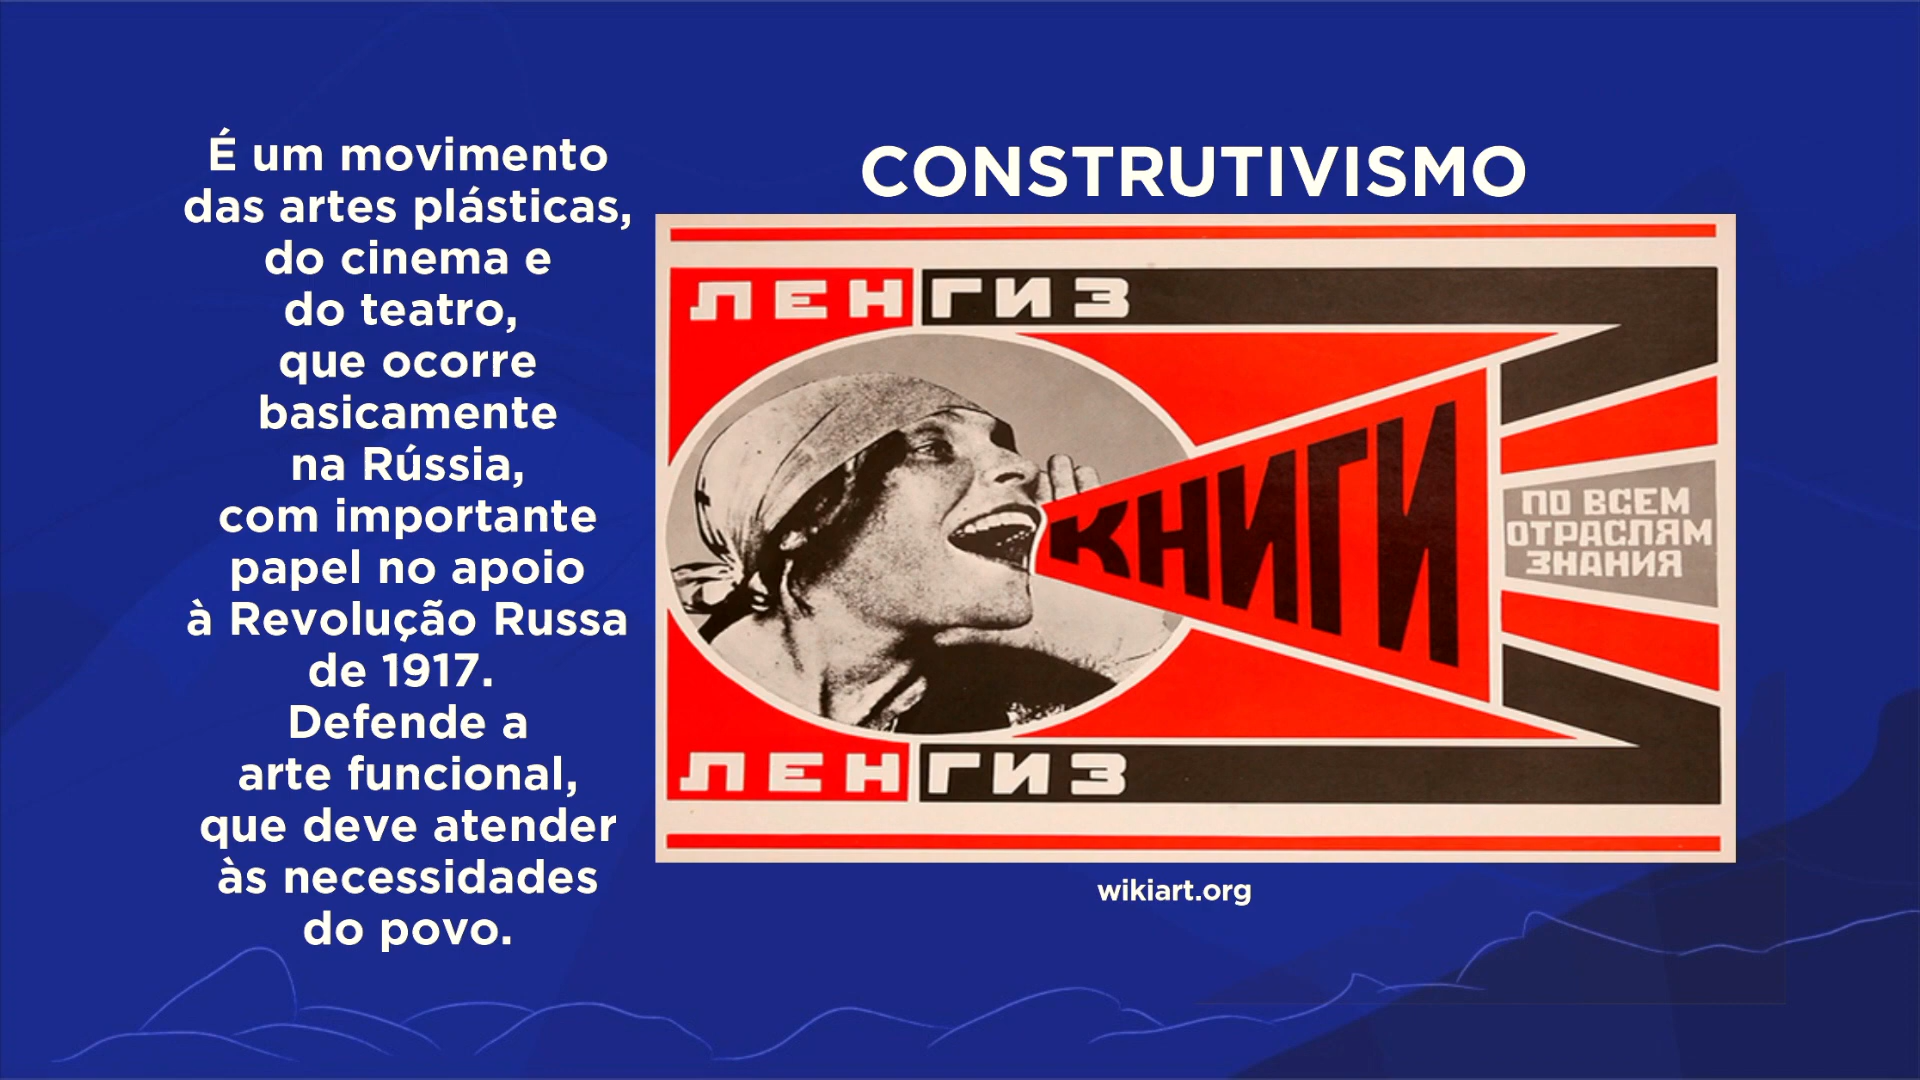 É um movimento
das artes plásticas,
do cinema e
do teatro,
que ocorre
basicamente
na Rússia,
com importante
papel no apoio
à Revolução Russa
de 1917.
Defende a
arte funcional,
que deve atender
às necessidades
do povo.
CONSTRUTIVISMO
ЛЕНГИЗ
КНИГИ
ПО ВСЕМ
ОТРАСЛЯМ
ЗНАНИЯ
ЛЕНГИЗ
wikiart.org